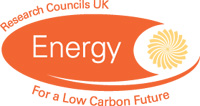 Research Councils UK
Energy
For a Low Carbon Future